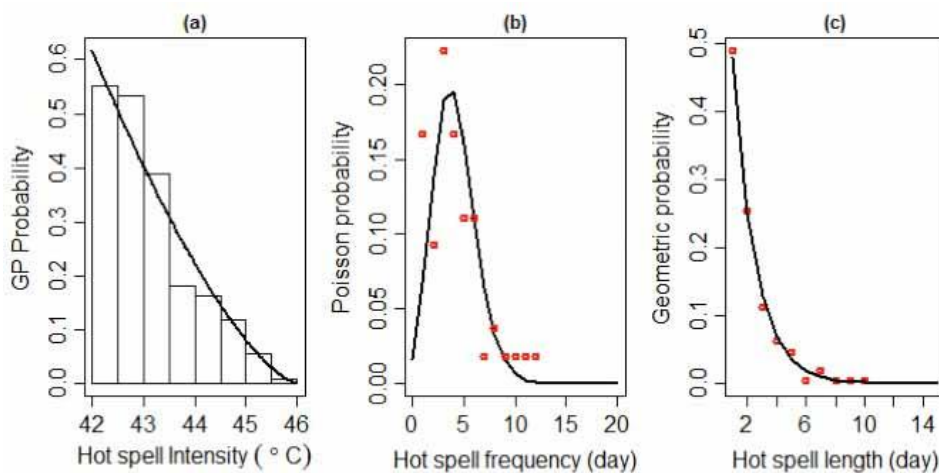 (a)
GP Probability
0.6
0.5
0.4
0.3
0.2
0.1
0.0
42 43 44 45 46
Hot spell Intensity ( ° C)
(b)
Poisson probability
0.20
0.15
0.10
0.05
0.00
0 5 10 15 20
Hot spell frequency (day)
(c)
Geometric probability
0.5
0.4
0.3
0.2
0.1
0.0
2 6 10 14
Hot spell length (day)